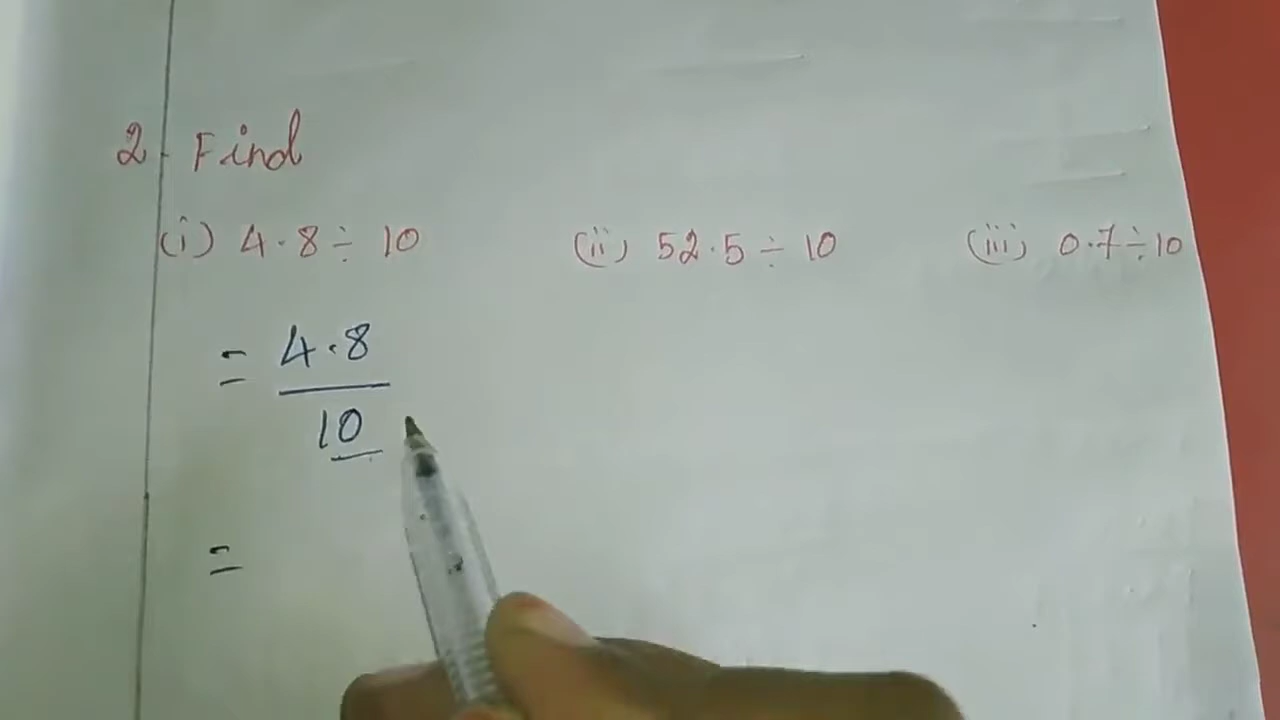 2. Find
(i) 4.8 ÷ 10 (ii) 52.5 ÷ 10 (iii) 0.7 ÷ 10
= 4.8
10
=